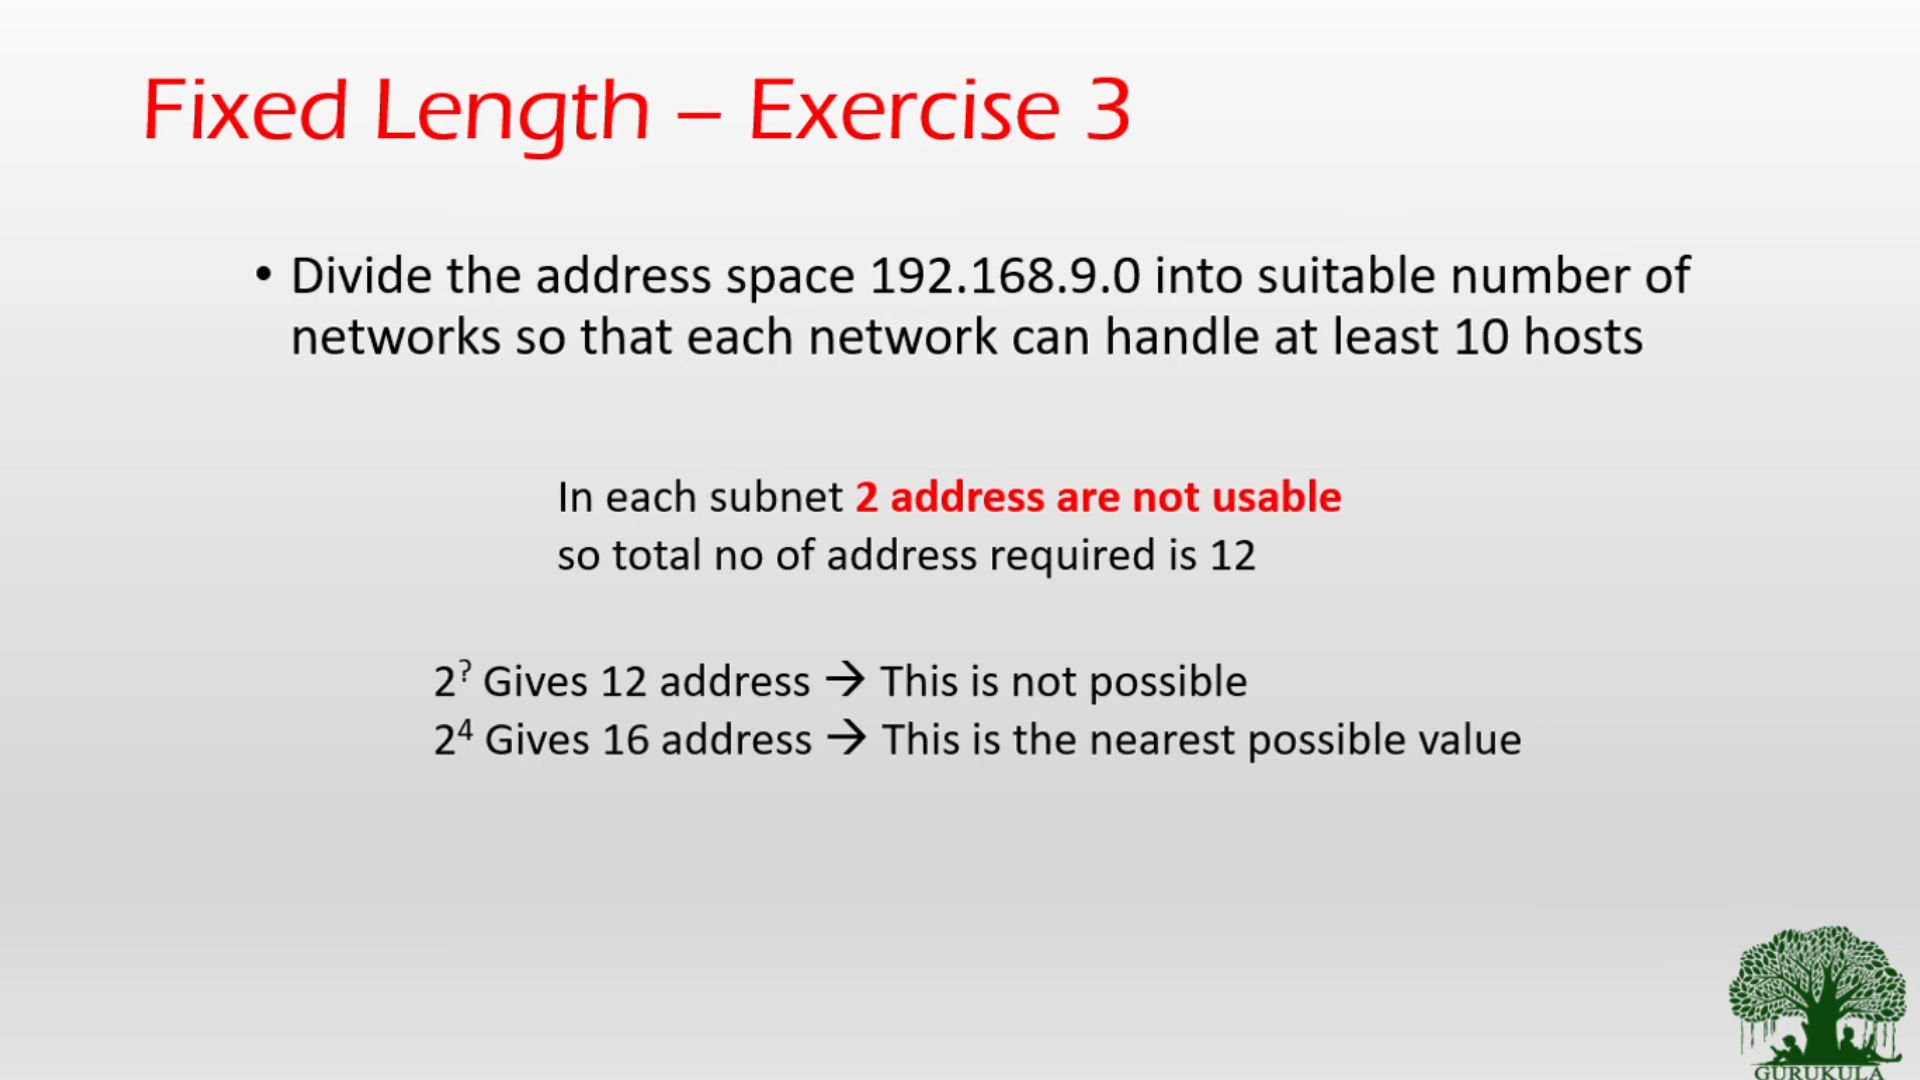 Fixed Length – Exercise 3
• Divide the address space 192.168.9.0 into suitable number of
networks so that each network can handle at least 10 hosts
In each subnet 2 address are not usable
so total no of address required is 12
2? Gives 12 address → This is not possible
2⁴ Gives 16 address → This is the nearest possible value
GURUKULA